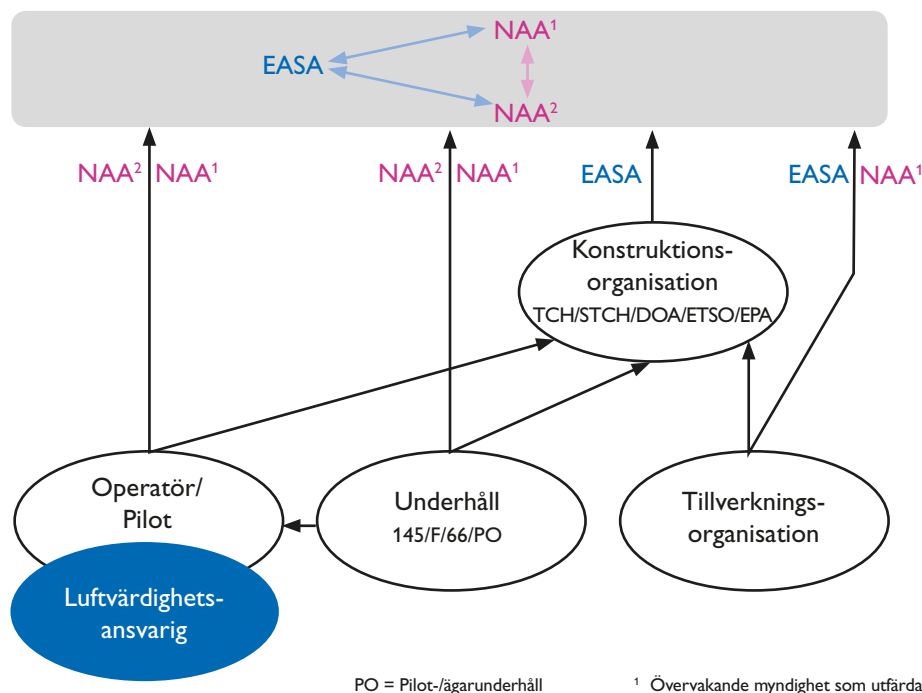 NAA¹
EASA
NAA²
NAA² NAA¹
NAA² NAA¹
EASA
EASA NAA¹
Konstruktions-
organisation
TCH/STCH/DOA/ETSO/EPA
Operatör/
Pilot
Underhåll
145/F/66/PO
Tillverknings-
organisation
Luftvärdighets-
ansvarig
PO = Pilot-/ägarunderhåll
¹ Övervakande myndighet som utfärda